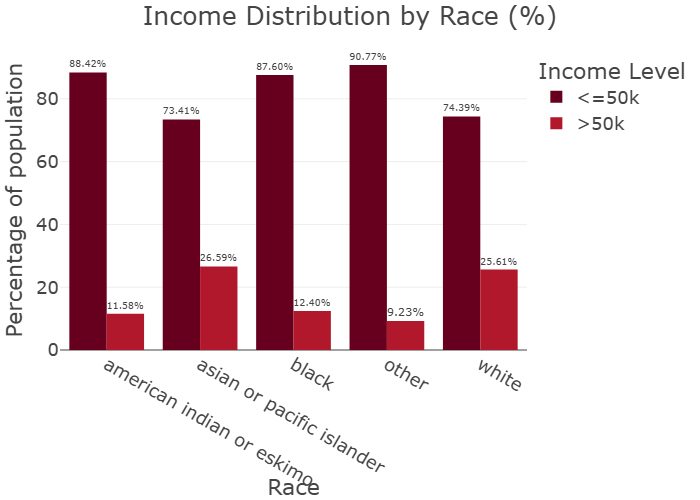 Income Distribution by Race (%)
Income Level
<=50k
>50k
Percentage of population
80
60
40
20
0
88.42%
11.58%
73.41%
26.59%
87.60%
12.40%
90.77%
9.23%
74.39%
25.61%
american indian or eskimo
asian or pacific islander
black
other
white
Race